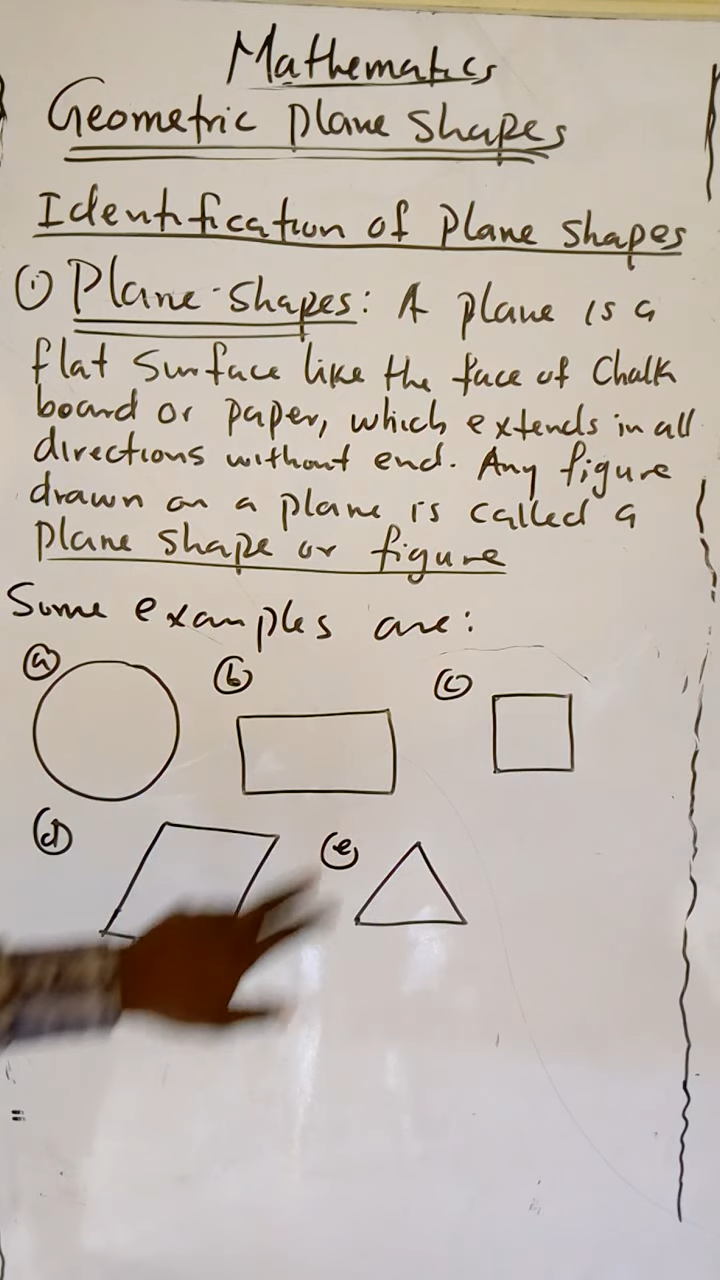 Mathematics
Geometric plane shapes
Identification of plane shapes
① Plane shapes: A plane is a
flat surface like the face of Chalk
board or paper, which extends in all
directions without end. Any figure
drawn on a plane is called a
plane shape or figure
Some examples are:
ⓐ ⓑ ⓒ
ⓓ ⓔ